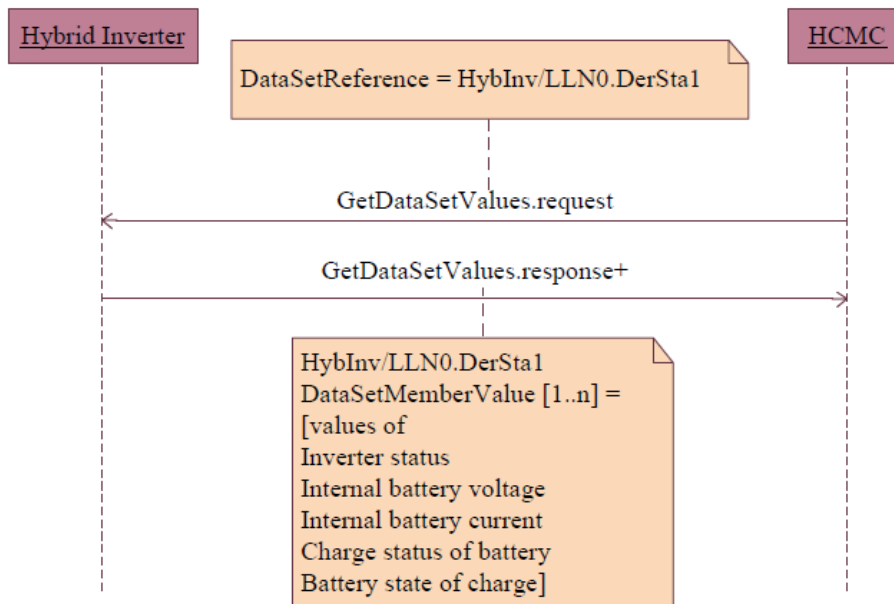 Hybrid Inverter
HCMC
DataSetReference = HybInv/LLN0.DerSta1
GetDataSetValues.request
GetDataSetValues.response+
HybInv/LLN0.DerSta1
DataSetMemberValue [1..n] =
[values of
Inverter status
Internal battery voltage
Internal battery current
Charge status of battery
Battery state of charge]